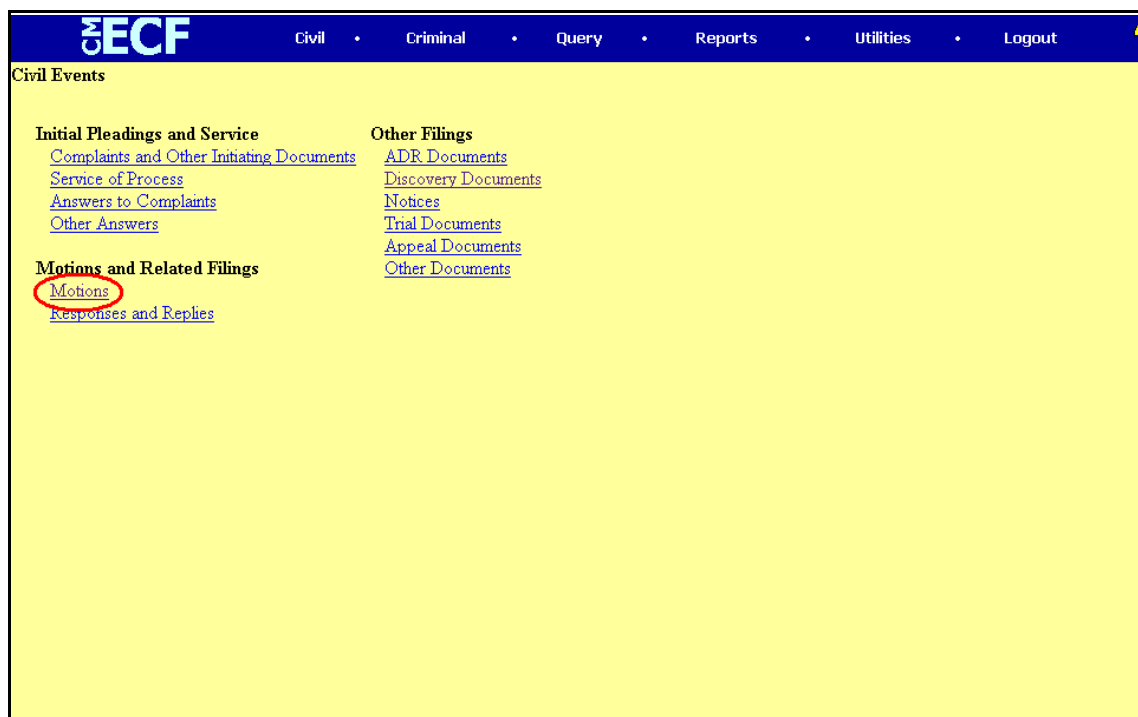 CM ECF Civil • Criminal • Query • Reports • Utilities • Logout
Civil Events
Initial Pleadings and Service
Complaints and Other Initiating Documents
Service of Process
Answers to Complaints
Other Answers
Motions and Related Filings
Motions
Responses and Replies
Other Filings
ADR Documents
Discovery Documents
Notices
Trial Documents
Appeal Documents
Other Documents